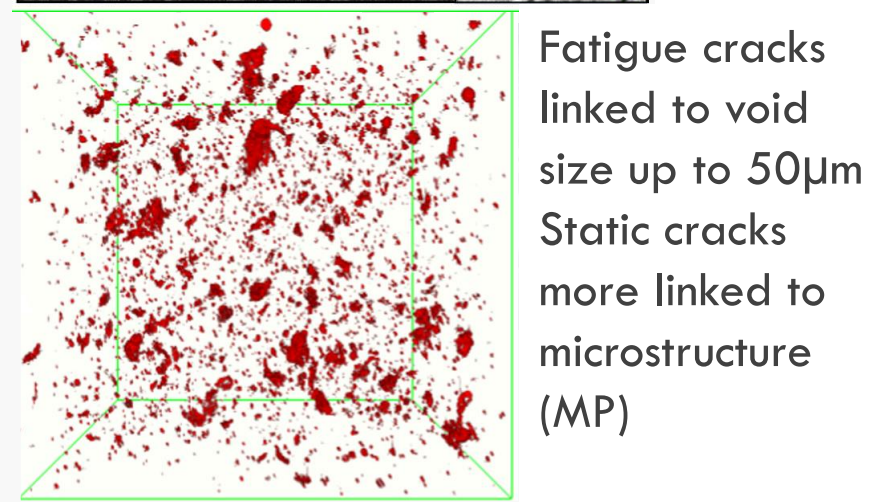 Fatigue cracks
linked to void
size up to 50μm
Static cracks
more linked to
microstructure
(MP)